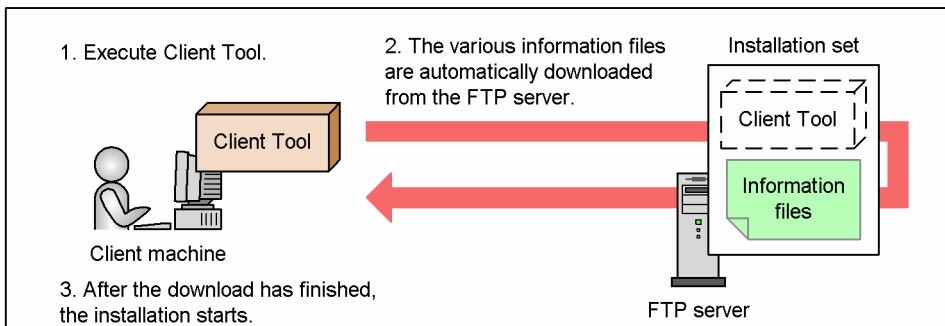 1. Execute Client Tool.
2. The various information files
are automatically downloaded
from the FTP server.
Installation set
Client Tool
Client Tool
Information
files
Client machine
3. After the download has finished,
the installation starts.
FTP server